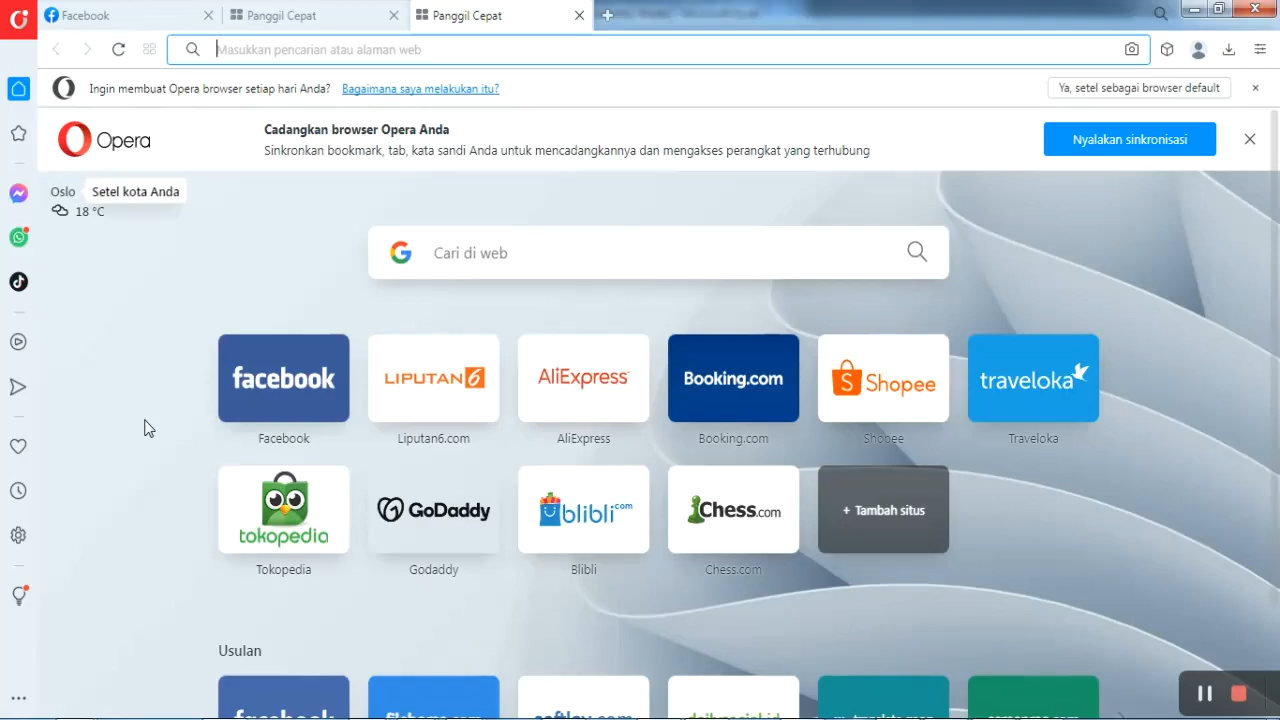 Facebook
Panggil Cepat
Panggil Cepat
Masukkan pencarian atau alaman web
Ingin membuat Opera browser setiap hari Anda? Bagaimana saya melakukan itu? Ya, setel sebagai browser default
Opera
Cadangkan browser Opera Anda
Sinkronkan bookmark, tab, kata sandi Anda untuk mencadangkannya dan mengakses perangkat yang terhubung
Nyalakan sinkronisasi
Oslo
Setel kota Anda
18 °C
Cari di web
facebook
LIPUTAN6
AliExpress
Booking.com
Shopee
traveloka
Facebook
Liputan6.com
AliExpress
Booking.com
Shopee
Traveloka
tokopedia
GoDaddy
blibli.com
Chess.com
+ Tambah situs
Tokopedia
Godaddy
Blibli
Chess.com
Usulan
facebook